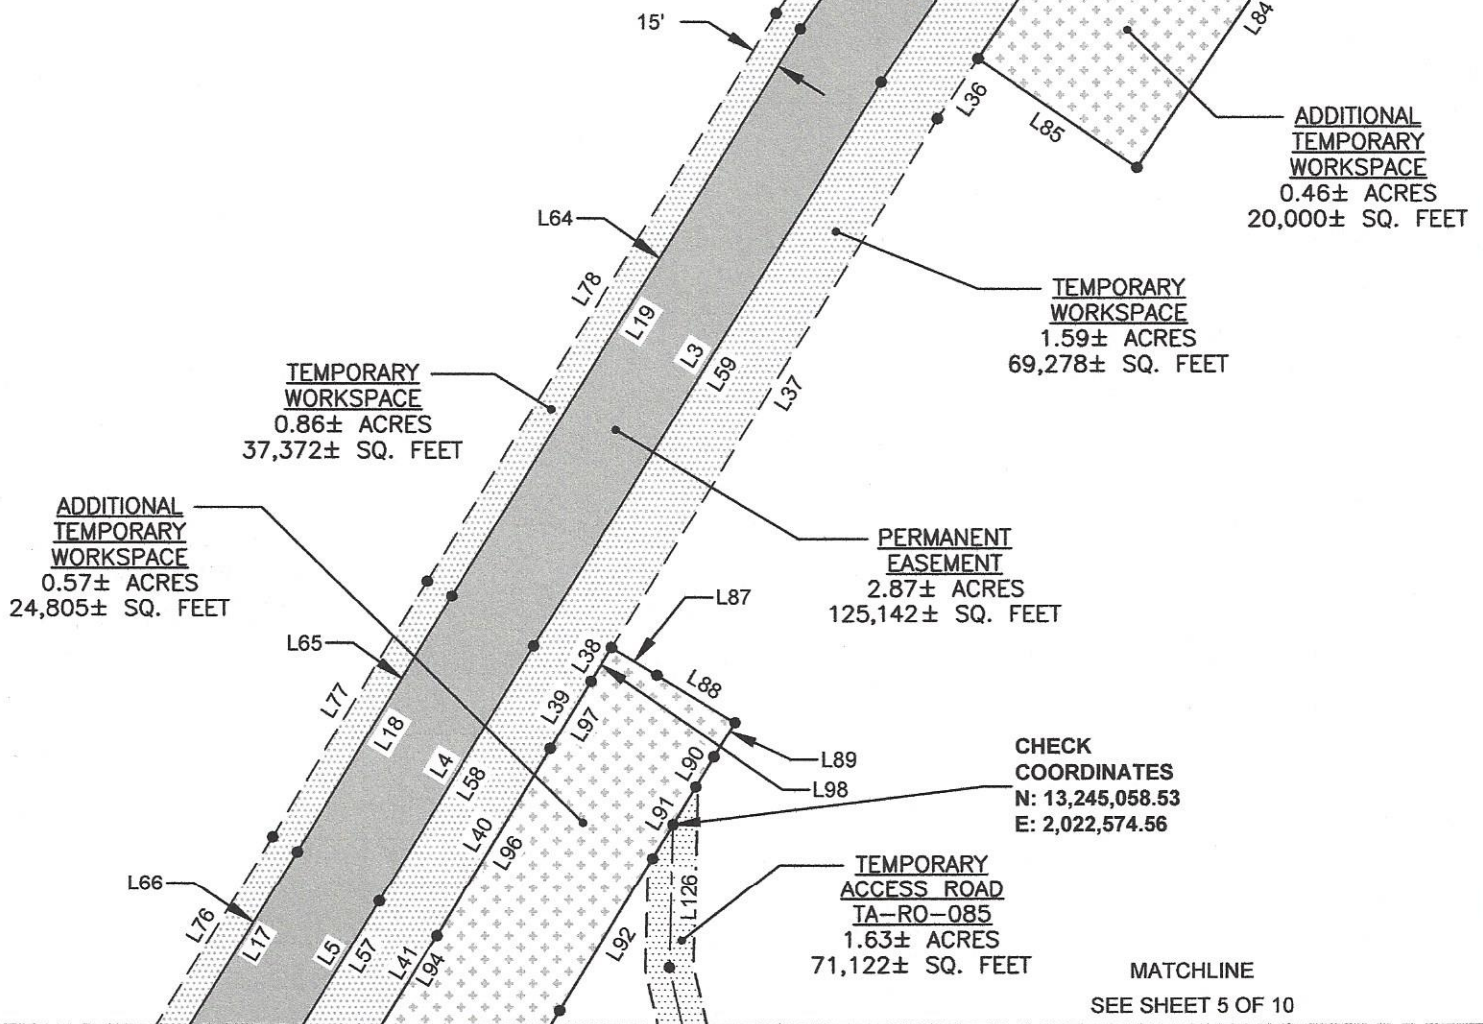 15'
L84
L36
L85
ADDITIONAL
TEMPORARY
WORKSPACE
0.46± ACRES
20,000± SQ. FEET
L64
L78
L19
L3
L59
L37
TEMPORARY
WORKSPACE
1.59± ACRES
69,278± SQ. FEET
TEMPORARY
WORKSPACE
0.86± ACRES
37,372± SQ. FEET
ADDITIONAL
TEMPORARY
WORKSPACE
0.57± ACRES
24,805± SQ. FEET
PERMANENT
EASEMENT
2.87± ACRES
125,142± SQ. FEET
L87
L65
L38
L88
L77
L18
L39
L97
L4
L58
L90
L89
L98
L91
L40
L96
CHECK
COORDINATES
N: 13,245,058.53
E: 2,022,574.56
L66
L76
L17
L5
L57
L41
L94
L92
L126
TEMPORARY
ACCESS ROAD
TA-RO-085
1.63± ACRES
71,122± SQ. FEET
MATCHLINE
SEE SHEET 5 OF 10